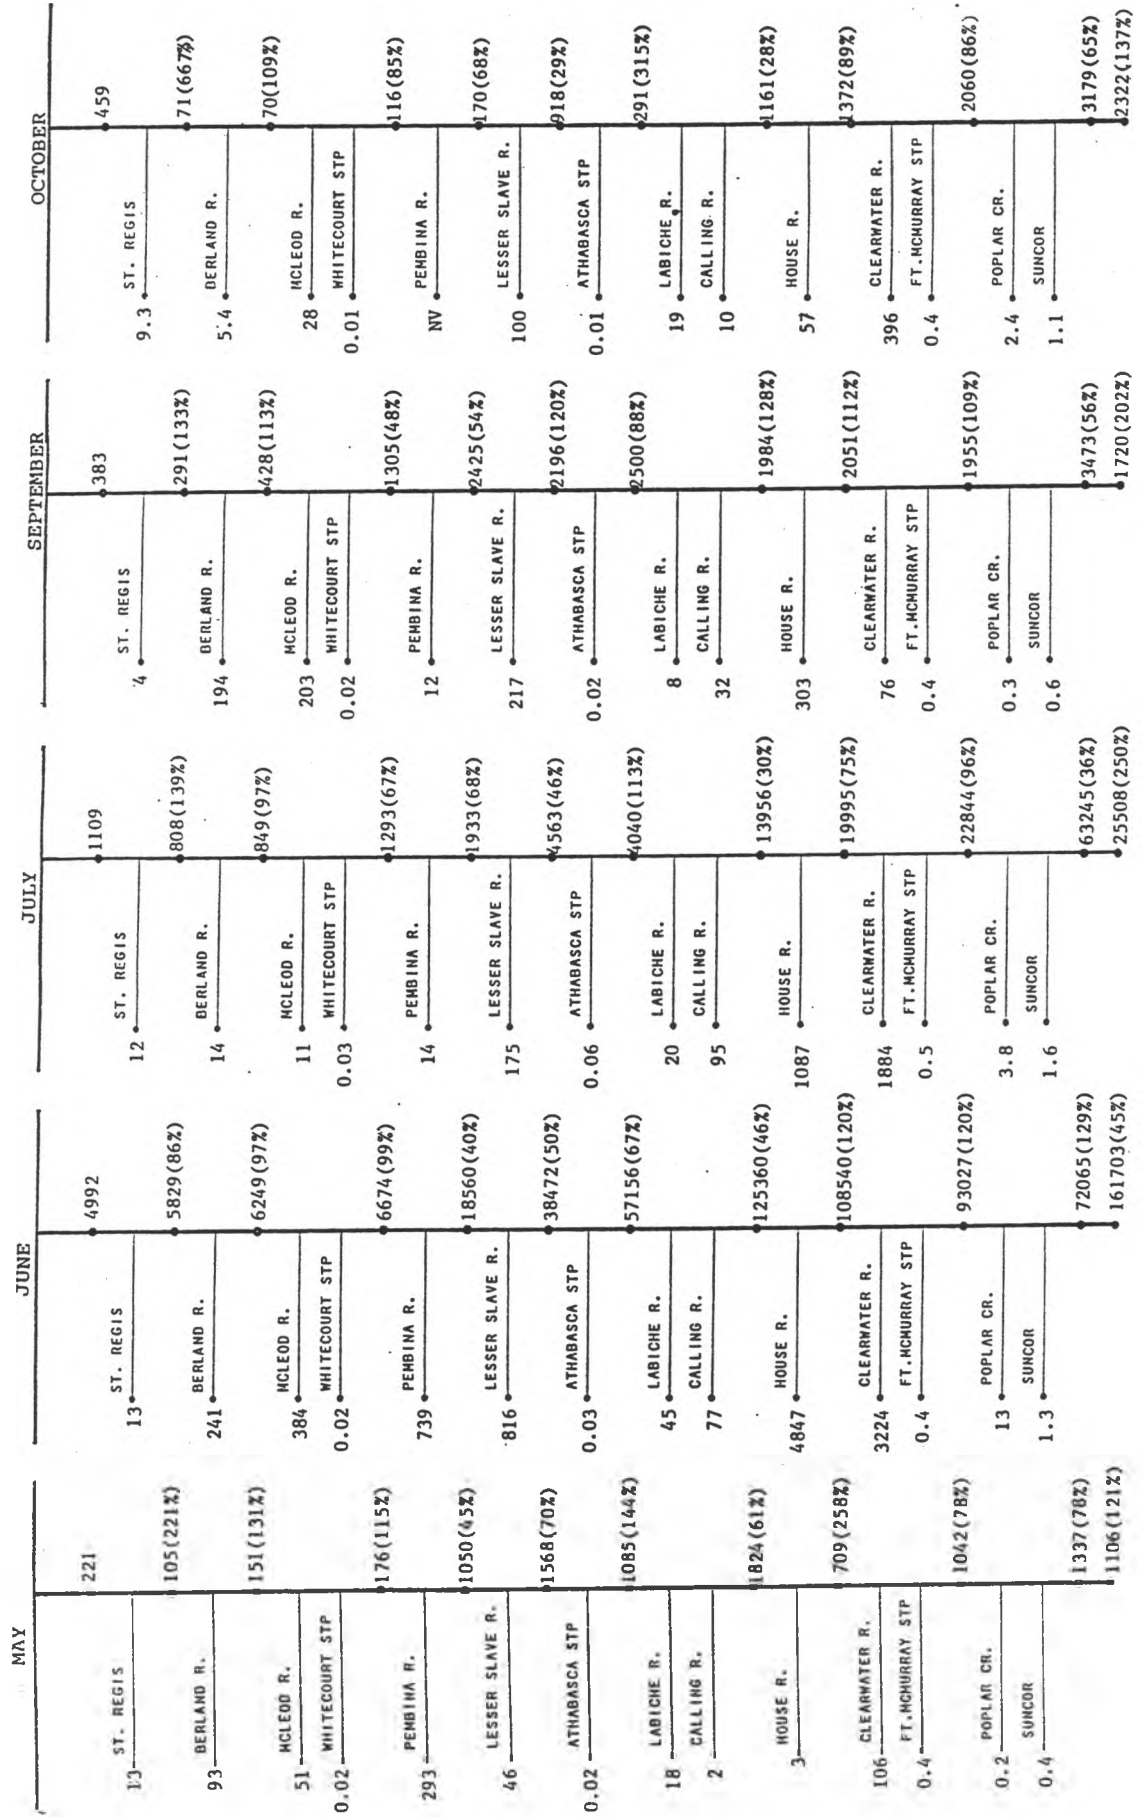 MAY
221
ST. REGIS
13
105(221%)
BERLAND R.
93
151(131%)
MCLEOD R.
51
WHITECOURT STP
0.02
176(115%)
PEMBINA R.
293
1050(45%)
LESSER SLAVE R.
46
1568(70%)
ATHABASCA STP
0.02
1085(144%)
LABICHE R.
18
CALLING R.
2
1824(61%)
HOUSE R.
3
709(258%)
CLEARWATER R.
106
FT.MCMURRAY STP
0.4
1042(78%)
POPLAR CR.
0.2
SUNCOR
0.4
1337(78%)
1106(121%)
JUNE
4992
ST. REGIS
13
5829(86%)
BERLAND R.
241
6249(97%)
MCLEOD R.
384
WHITECOURT STP
0.02
6674(99%)
PEMBINA R.
739
18560(40%)
LESSER SLAVE R.
816
38472(50%)
ATHABASCA STP
0.03
57156(67%)
LABICHE R.
45
CALLING R.
77
125360(46%)
HOUSE R.
4847
108540(120%)
CLEARWATER R.
3224
FT.MCMURRAY STP
0.4
93027(120%)
POPLAR CR.
13
SUNCOR
1.3
72065(129%)
161703(45%)
JULY
1109
ST. REGIS
12
808(139%)
BERLAND R.
14
849(97%)
MCLEOD R.
11
WHITECOURT STP
0.03
1293(67%)
PEMBINA R.
14
1933(68%)
LESSER SLAVE R.
175
4563(46%)
ATHABASCA STP
0.06
4040(113%)
LABICHE R.
20
CALLING R.
95
13956(30%)
HOUSE R.
1087
19995(75%)
CLEARWATER R.
1884
FT.MCMURRAY STP
0.5
22844(96%)
POPLAR CR.
3.8
SUNCOR
1.6
63245(36%)
25508(250%)
SEPTEMBER
383
ST. REGIS
4
291(133%)
BERLAND R.
194
428(113%)
MCLEOD R.
203
WHITECOURT STP
0.02
1305(48%)
PEMBINA R.
12
2425(54%)
LESSER SLAVE R.
217
2196(120%)
ATHABASCA STP
0.02
2500(88%)
LABICHE R.
8
CALLING R.
32
1984(128%)
HOUSE R.
303
2051(112%)
CLEARWATER R.
76
FT.MCMURRAY STP
0.4
1955(109%)
POPLAR CR.
0.3
SUNCOR
0.6
3473(56%)
1720(202%)
OCTOBER
459
ST. REGIS
9.3
71(667%)
BERLAND R.
5.4
70(109%)
MCLEOD R.
28
WHITECOURT STP
0.01
116(85%)
PEMBINA R.
NV
170(68%)
LESSER SLAVE R.
100
918(29%)
ATHABASCA STP
0.01
291(315%)
LABICHE R.
19
CALLING R.
10
1161(28%)
HOUSE R.
57
1372(89%)
CLEARWATER R.
396
FT.MCMURRAY STP
0.4
2060(86%)
POPLAR CR.
2.4
SUNCOR
1.1
3179(65%)
2322(137%)